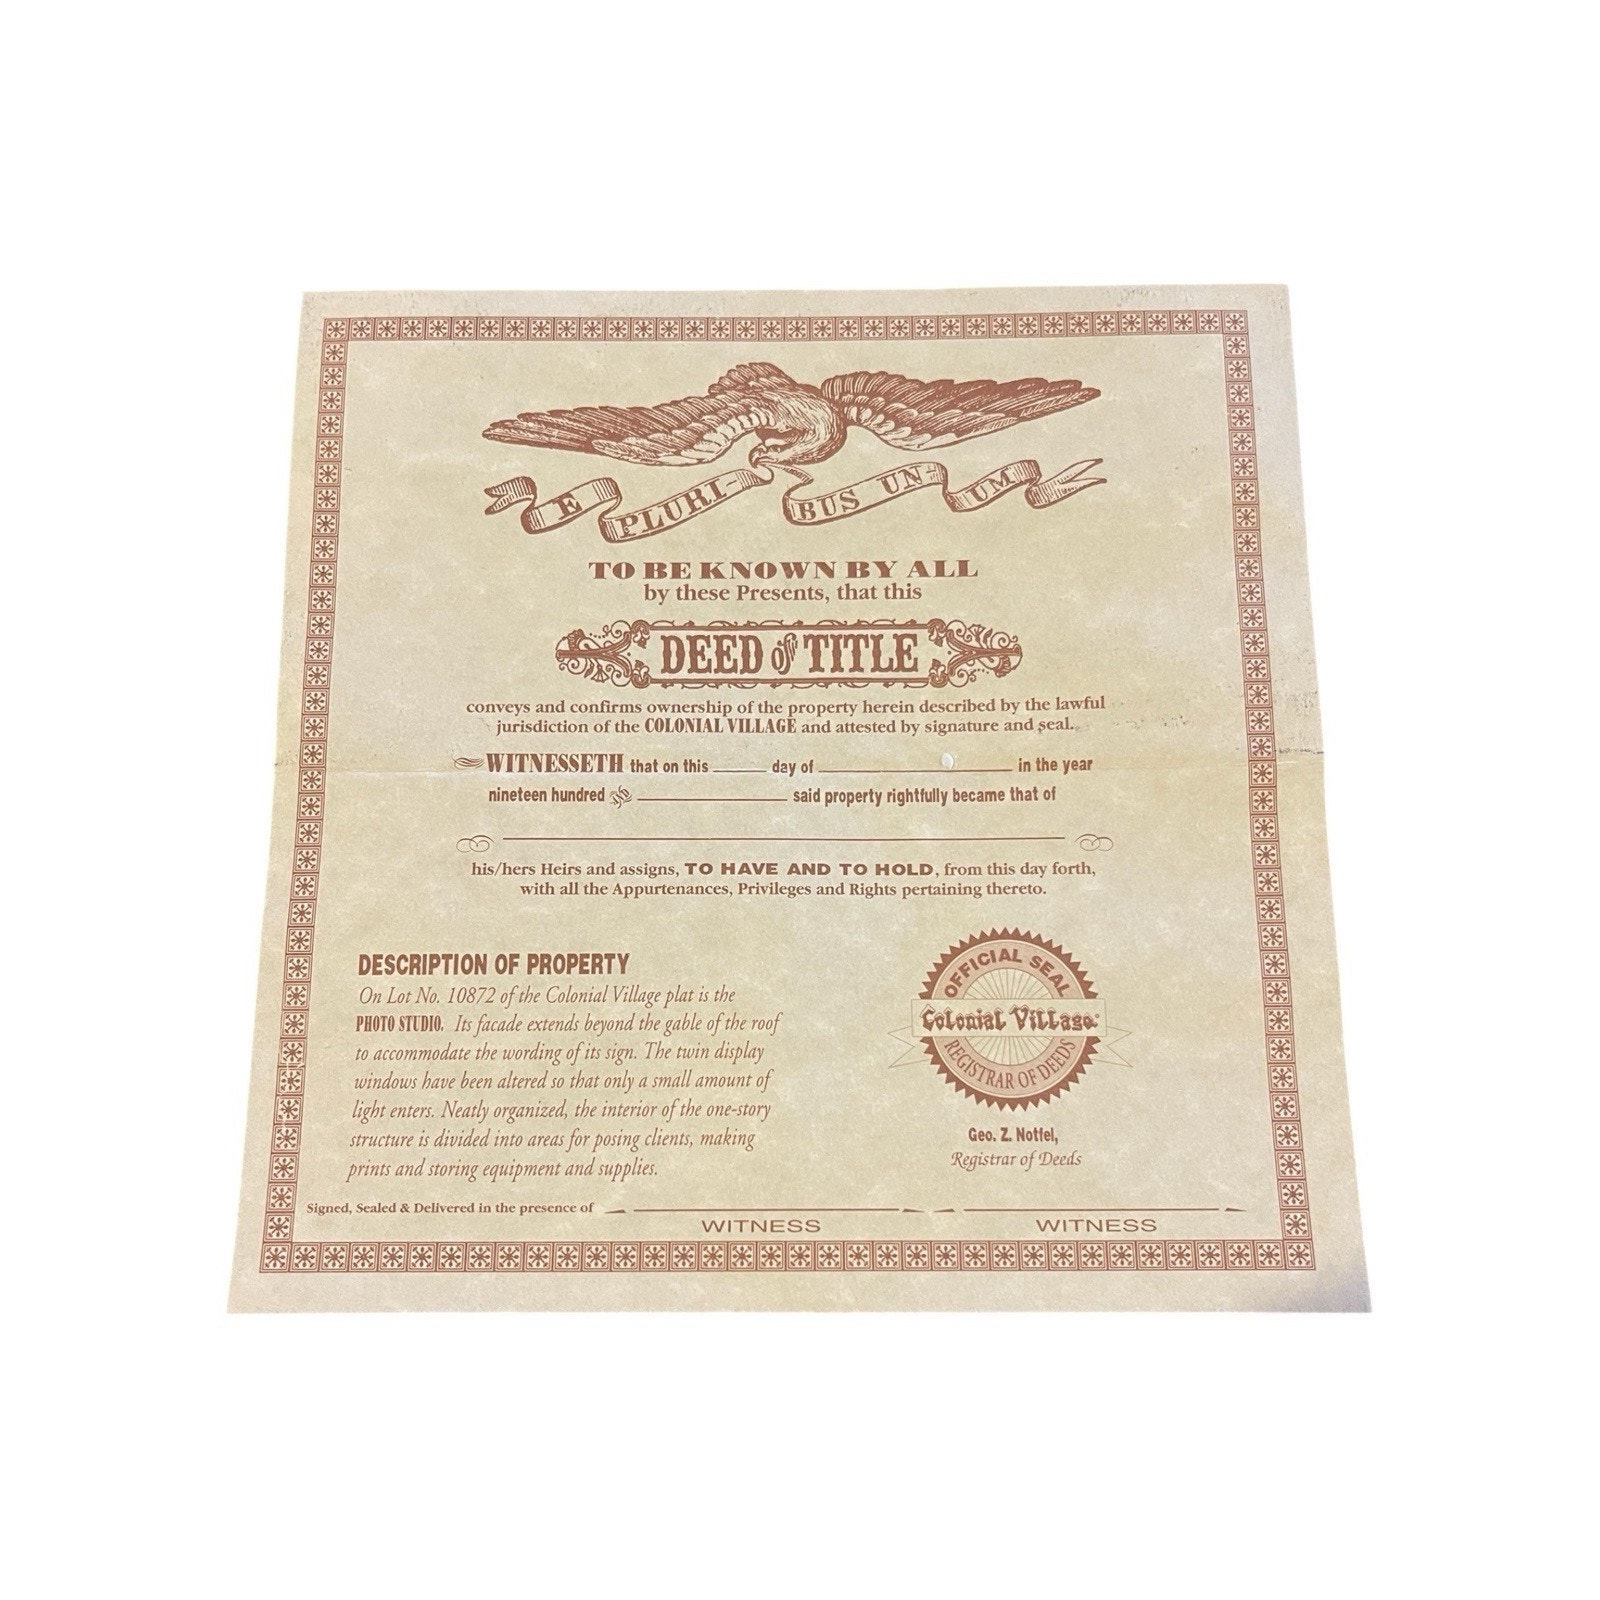 E PLURI- BUS UN- UM
TO BE KNOWN BY ALL
by these Presents, that this
DEED of TITLE
conveys and confirms ownership of the property herein described by the lawful
jurisdiction of the COLONIAL VILLAGE and attested by signature and seal.
WITNESSETH that on this ____ day of ____ in the year
nineteen hundred ____ said property rightfully became that of
his/hers Heirs and assigns, TO HAVE AND TO HOLD, from this day forth,
with all the Appurtenances, Privileges and Rights pertaining thereto.
DESCRIPTION OF PROPERTY
On Lot No. 10872 of the Colonial Village plat is the
PHOTO STUDIO. Its facade extends beyond the gable of the roof
to accommodate the wording of its sign. The twin display
windows have been altered so that only a small amount of
light enters. Neatly organized, the interior of the one-story
structure is divided into areas for posing clients, making
prints and storing equipment and supplies.
OFFICIAL SEAL
Colonial Village®
REGISTRAR OF DEEDS
Geo. Z. Notfel,
Registrar of Deeds
Signed, Sealed & Delivered in the presence of
WITNESS WITNESS